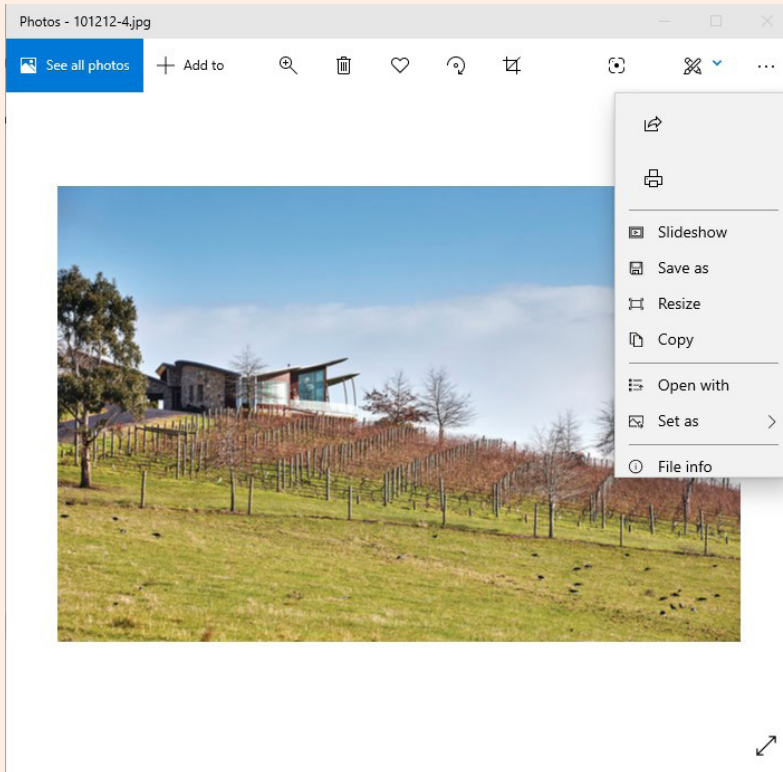 Photos - 101212-4.jpg
See all photos
Add to
Slideshow
Save as
Resize
Copy
Open with
Set as
File info